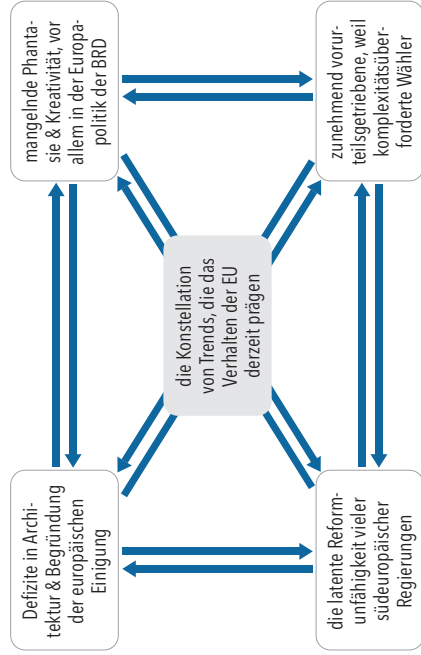 Defizite in Archi-
tektur & Begründung
der europäischen
Einigung
mangelnde Phanta-
sie & Kreativität, vor
allem in der Europa-
politik der BRD
die Konstellation
von Trends, die das
Verhalten der EU
derzeit prägen
die latente Reform-
unfähigkeit vieler
südeuropäischer
Regierungen
zunehmend vorur-
teilsgetriebene, weil
komplexitätsüber-
forderte Wähler